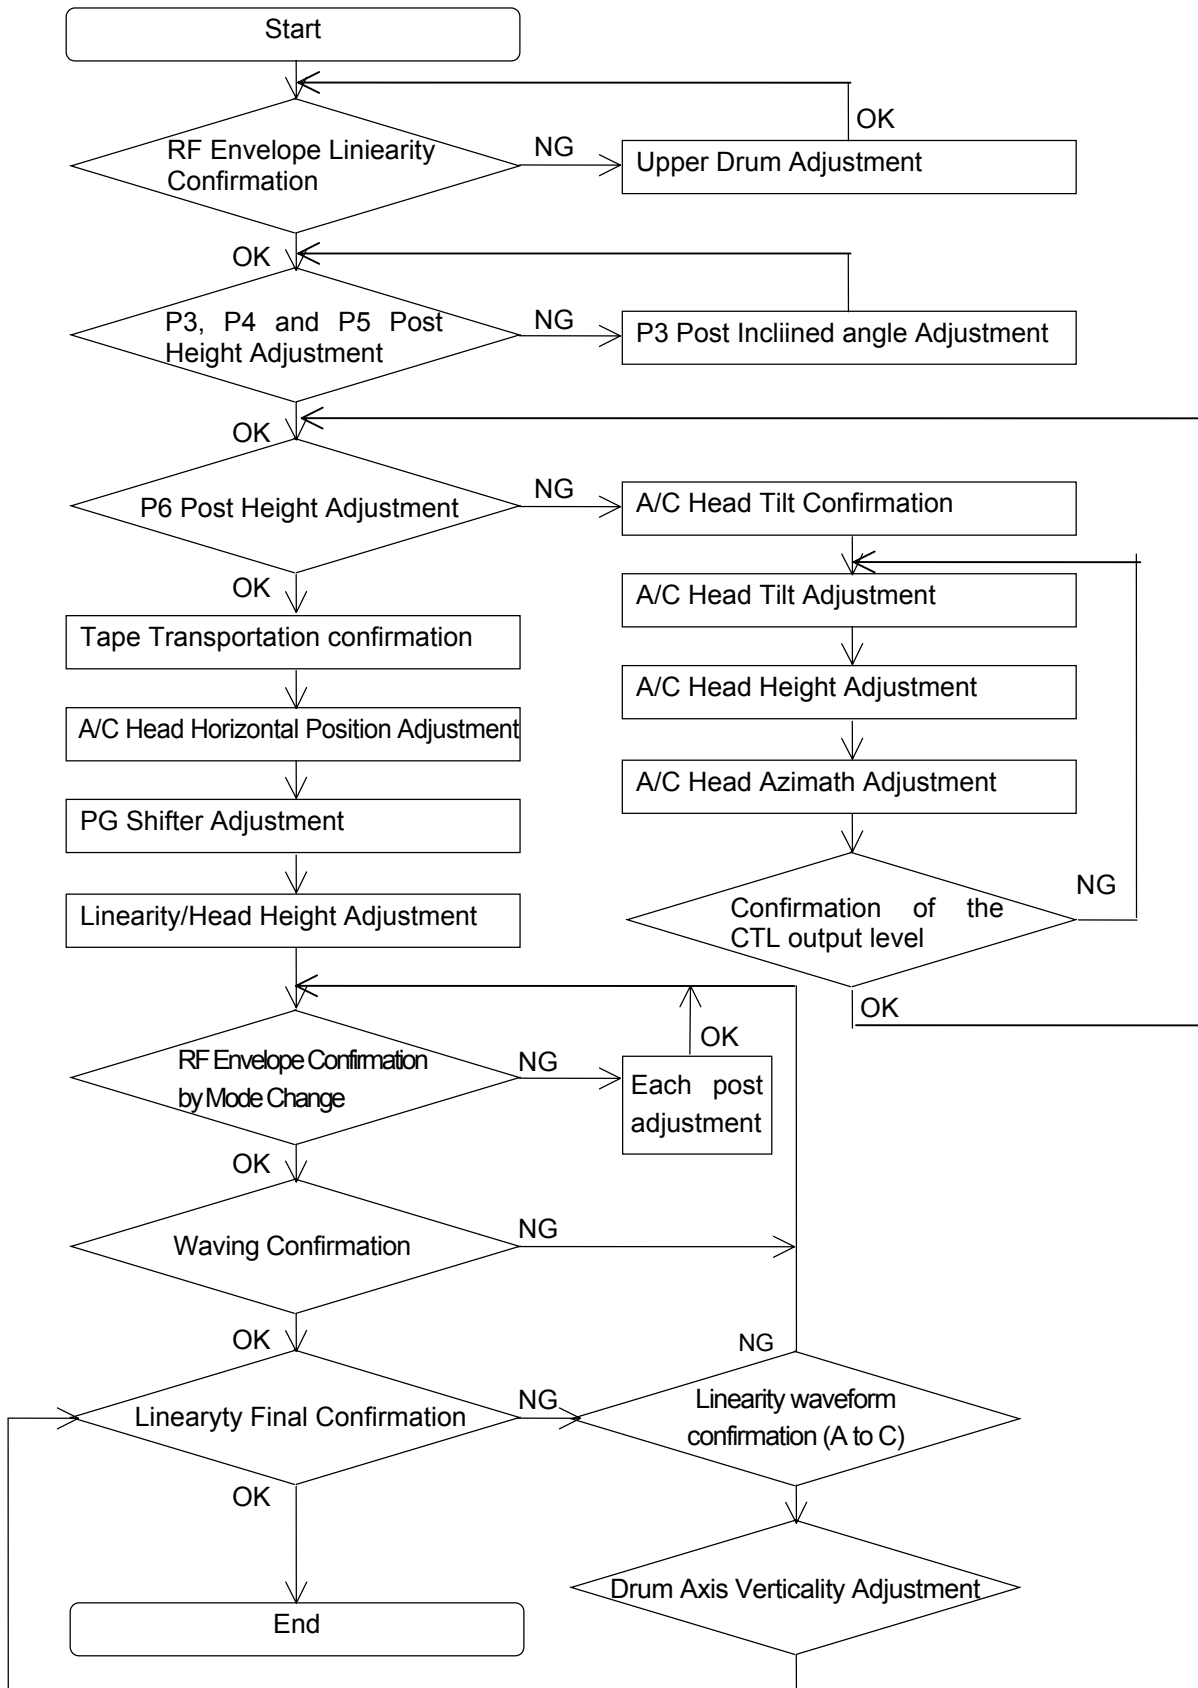 Start
OK
RF Envelope Liniearity
Confirmation
NG
Upper Drum Adjustment
OK
P3, P4 and P5 Post
Height Adjustment
NG
P3 Post Incliined angle Adjustment
OK
P6 Post Height Adjustment
NG
A/C Head Tilt Confirmation
OK
A/C Head Tilt Adjustment
Tape Transportation confirmation
A/C Head Height Adjustment
A/C Head Horizontal Position Adjustment
A/C Head Azimath Adjustment
PG Shifter Adjustment
NG
Linearity/Head Height Adjustment
Confirmation of the
CTL output level
OK
RF Envelope Confirmation
by Mode Change
NG
OK
Each post
adjustment
OK
Waving Confirmation
NG
OK
NG
Linearyty Final Confirmation
NG
Linearity waveform
confirmation (A to C)
OK
Drum Axis Verticality Adjustment
End